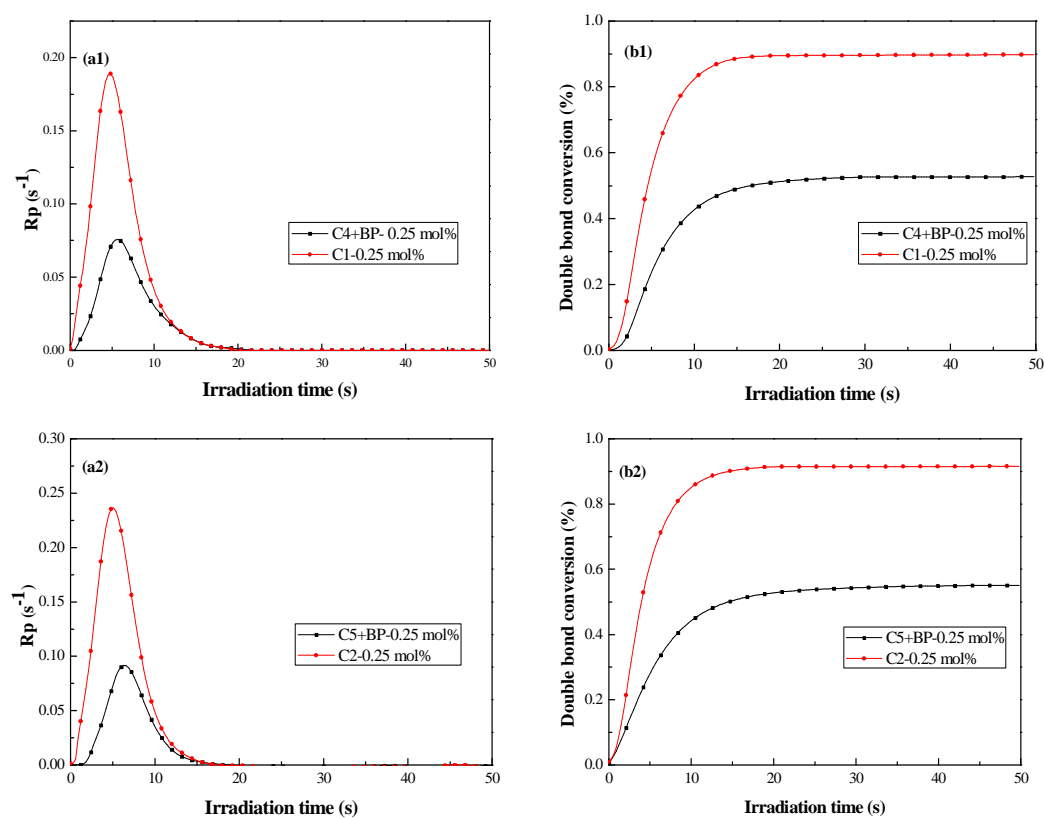 (a1)
0.20
0.15
0.10
0.05
0.00
Rp (s-1)
C4+BP- 0.25 mol%
C1-0.25 mol%
0 10 20 30 40 50
Irradiation time (s)
(b1)
1.0
0.8
0.6
0.4
0.2
0.0
Double bond conversion (%)
C4+BP-0.25 mol%
C1-0.25 mol%
0 10 20 30 40 50
Irradiation time (s)
(a2)
0.30
0.25
0.20
0.15
0.10
0.05
0.00
Rp (s-1)
C5+BP-0.25 mol%
C2-0.25 mol%
0 10 20 30 40 50
Irradiation time (s)
(b2)
1.0
0.8
0.6
0.4
0.2
0.0
Double bond conversion (%)
C5+BP-0.25 mol%
C2-0.25 mol%
0 10 20 30 40 50
Irradiation time (s)